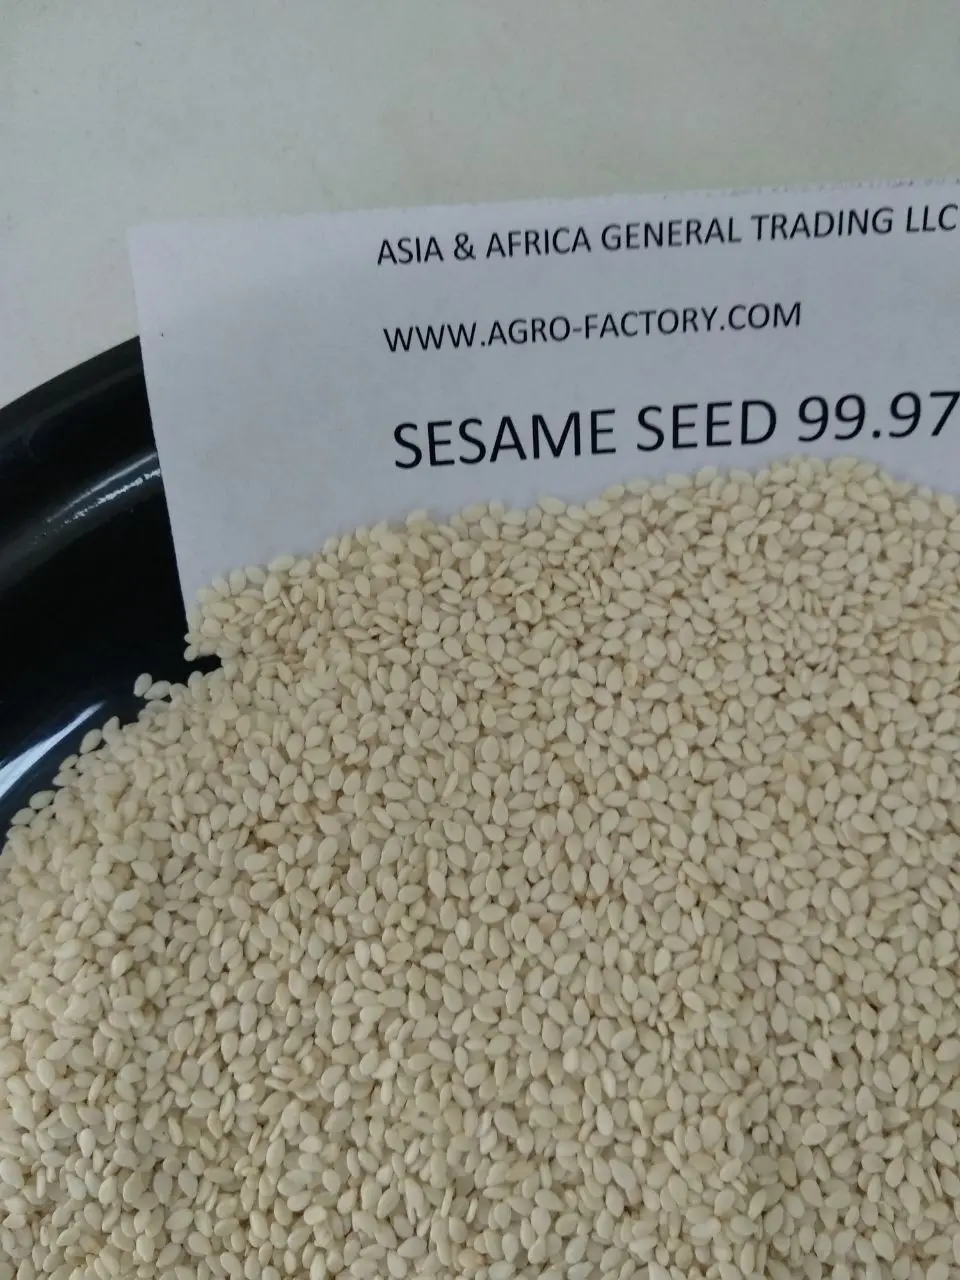 ASIA & AFRICA GENERAL TRADING LLC
WWW.AGRO-FACTORY.COM
SESAME SEED 99.97